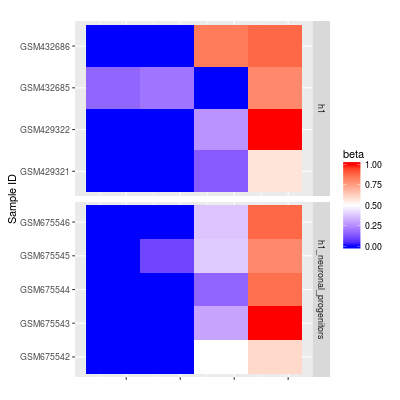 Sample ID
GSM432686
GSM432685
GSM429322
GSM429321
h1
GSM675546
GSM675545
GSM675544
GSM675543
GSM675542
h1_neuronal_progenitors
beta
1.00
0.75
0.50
0.25
0.00